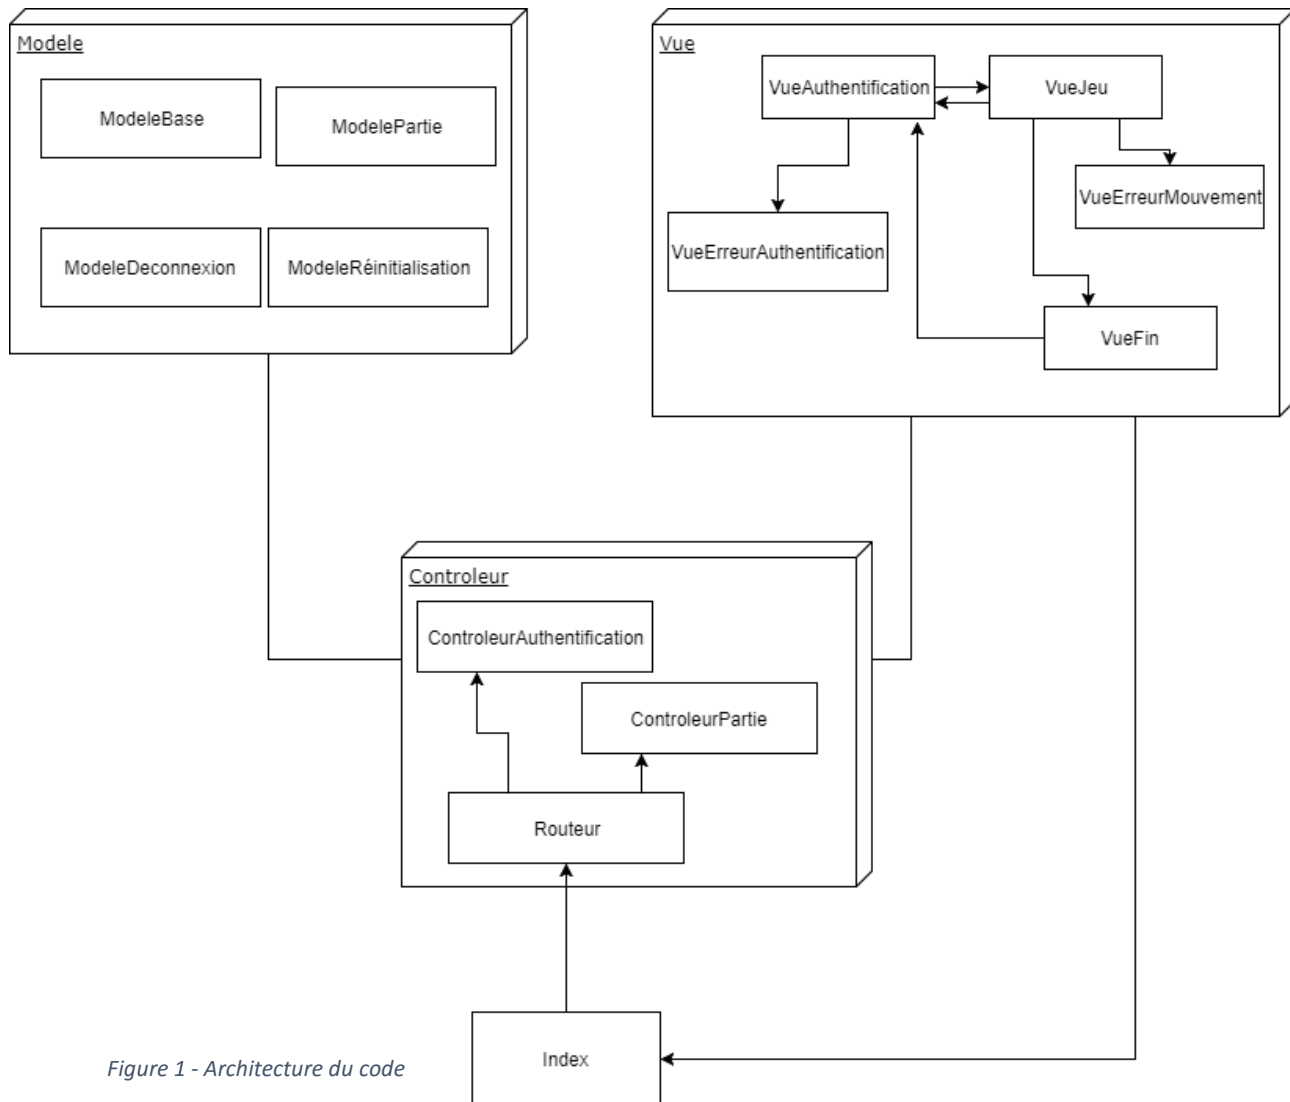 Modele
ModeleBase
ModelePartie
ModeleDeconnexion
ModeleRéinitialisation
Vue
VueAuthentification
VueJeu
VueErreurMouvement
VueErreurAuthentification
VueFin
Controleur
ControleurAuthentification
ControleurPartie
Routeur
Index
Figure 1 - Architecture du code